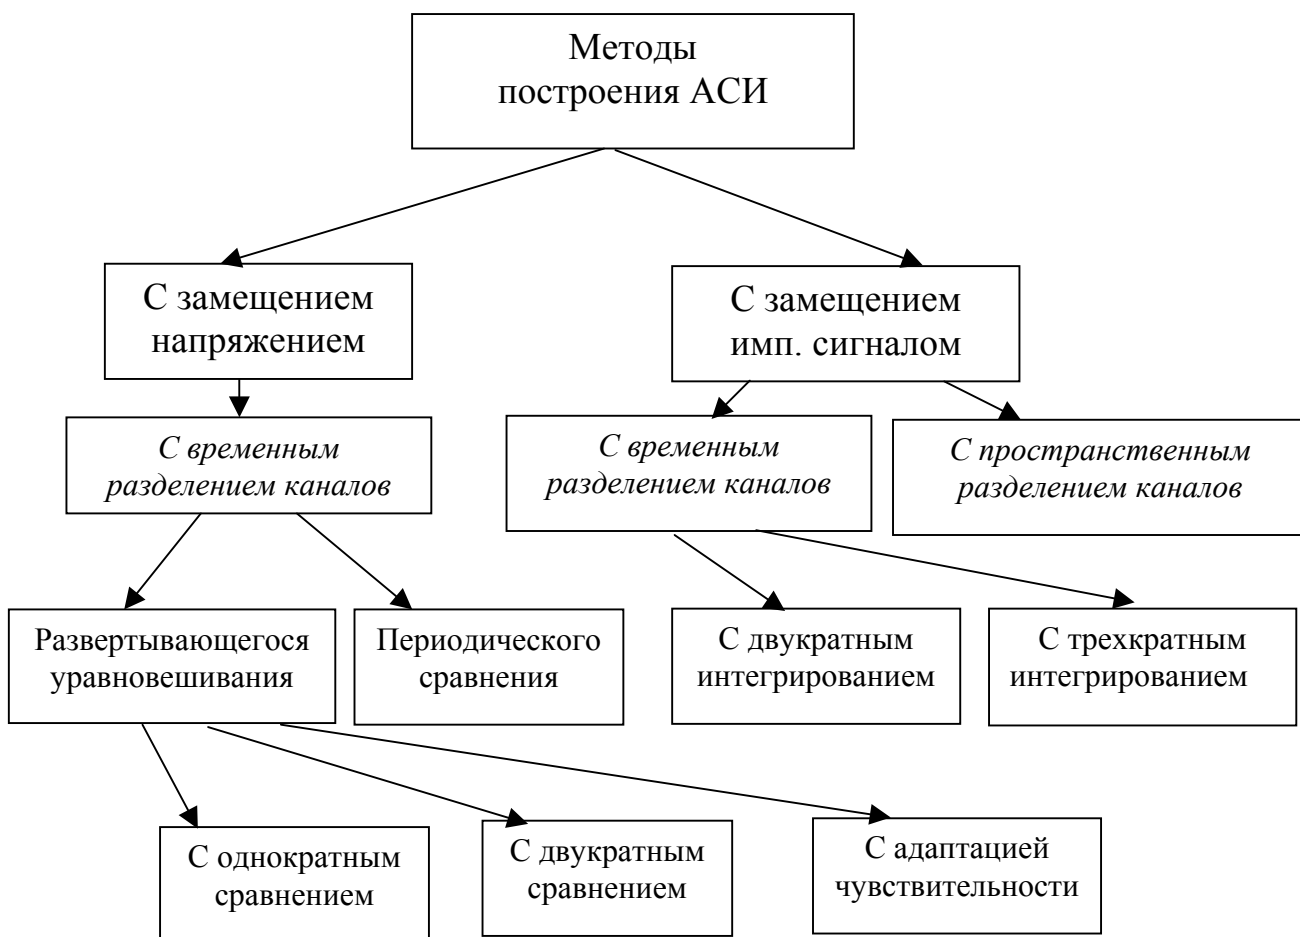 Методы
построения АСИ
С замещением
напряжением
С замещением
имп. сигналом
С временным
разделением каналов
С временным
разделением каналов
С пространственным
разделением каналов
Развертывающегося
уравновешивания
Периодического
сравнения
С двукратным
интегрированием
С трехкратным
интегрированием
С однократным
сравнением
С двукратным
сравнением
С адаптацией
чувствительности